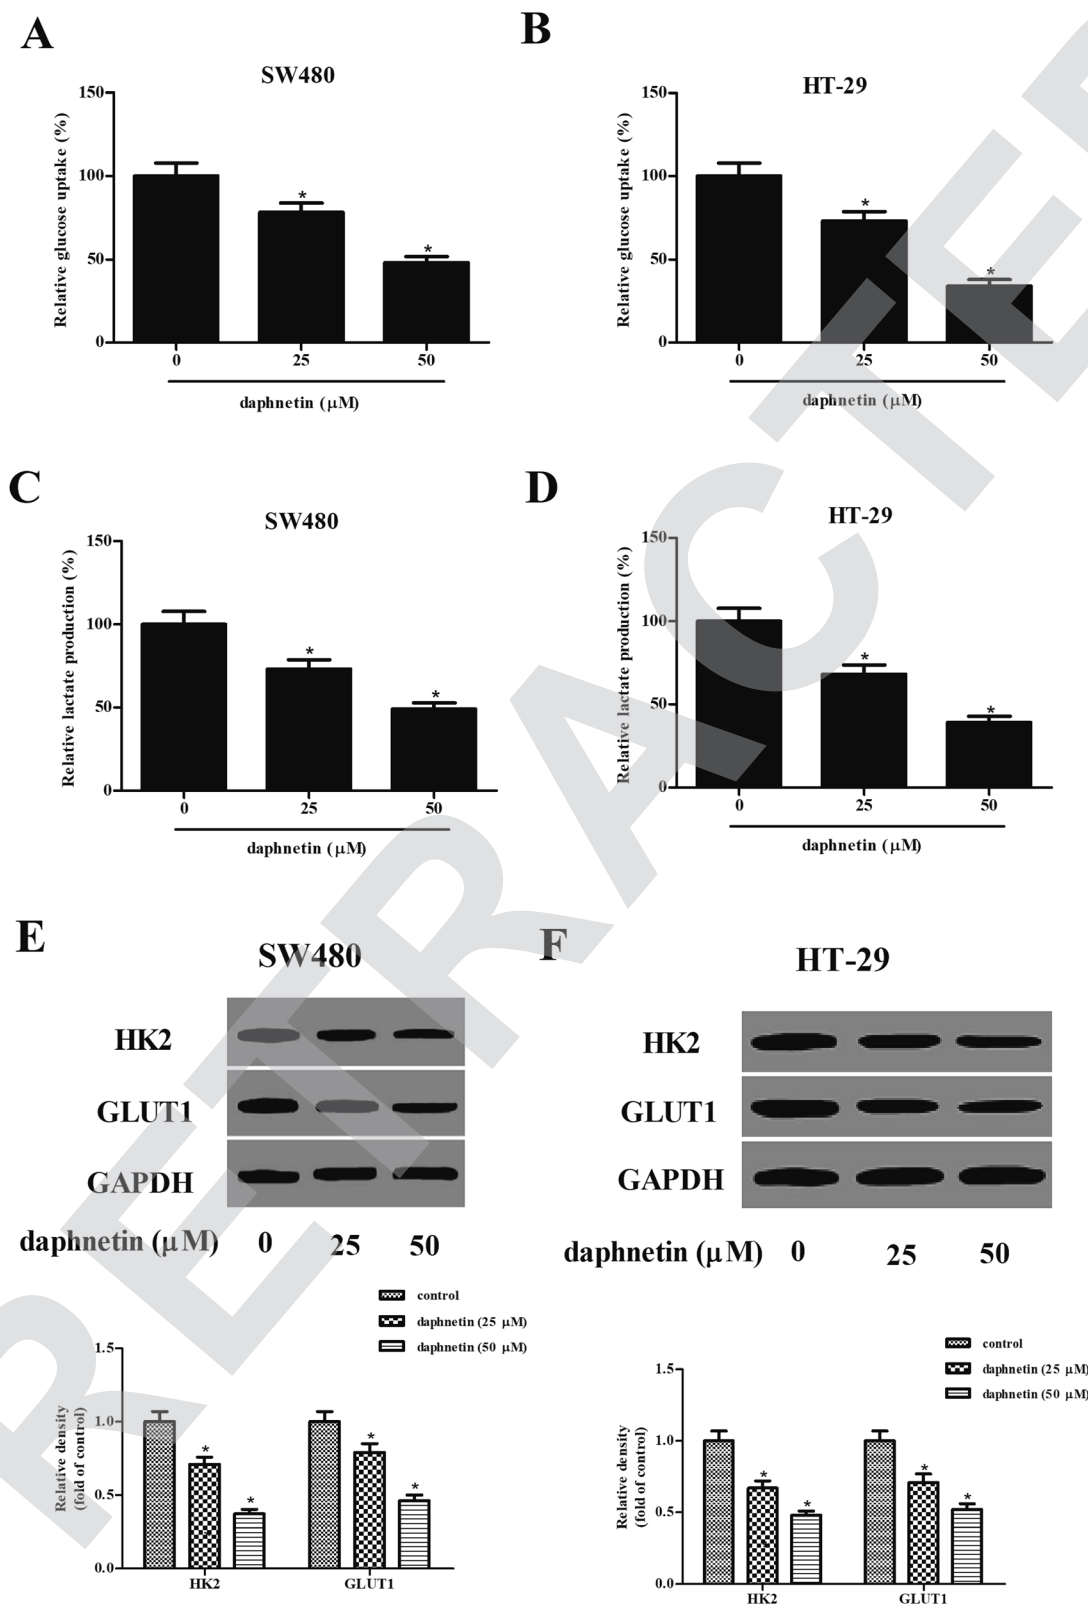 A
SW480
Relative glucose uptake (%)
150
100
50
0
0 25 50
* *
daphnetin (μM)
B
HT-29
Relative glucose uptake (%)
150
100
50
0
0 25 50
* *
daphnetin (μM)
C
SW480
Relative lactate production (%)
150
100
50
0
0 25 50
* *
daphnetin (μM)
D
HT-29
Relative lactate production (%)
150
100
50
0
0 25 50
* *
daphnetin (μM)
E
SW480
HK2
GLUT1
GAPDH
daphnetin (μM) 0 25 50
control
daphnetin (25 μM)
daphnetin (50 μM)
Relative density
(fold of control)
1.5
1.0
0.5
0.0
* * * *
HK2 GLUT1
F
HT-29
HK2
GLUT1
GAPDH
daphnetin (μM) 0 25 50
control
daphnetin (25 μM)
daphnetin (50 μM)
Relative density
(fold of control)
1.5
1.0
0.5
0.0
* * * *
HK2 GLUT1
RETRACTE